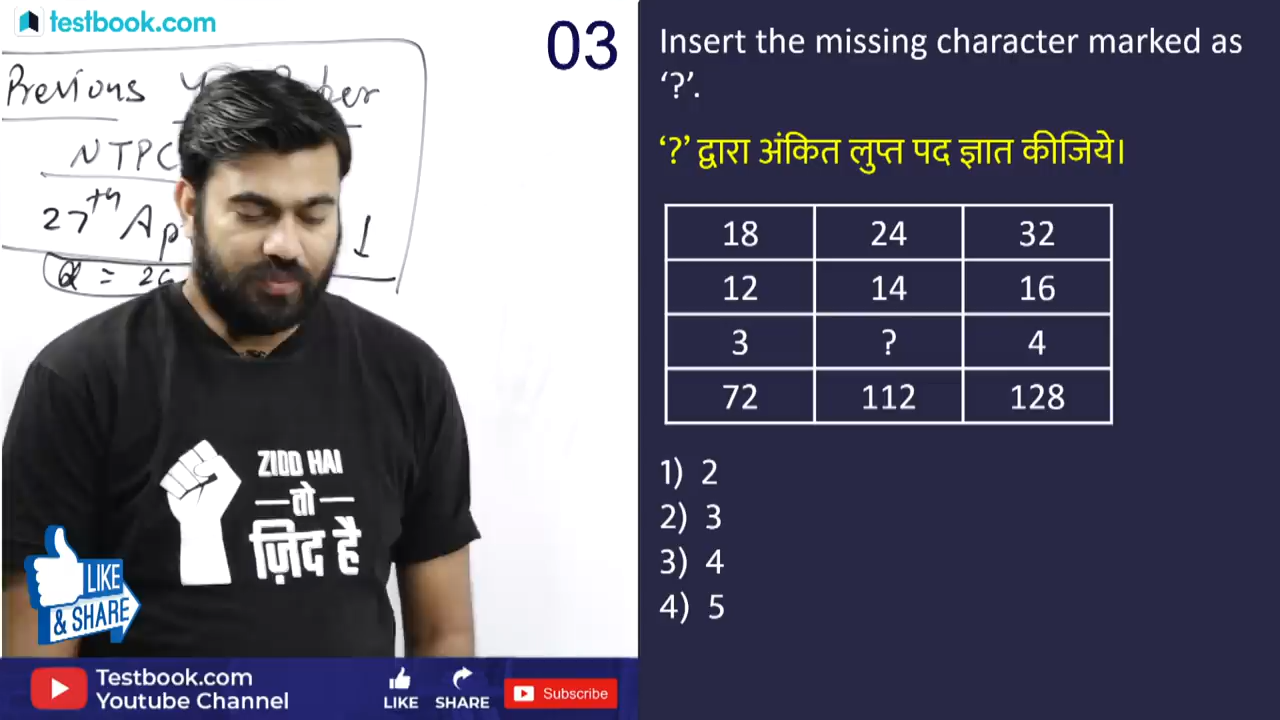 testbook.com
03
Previous
NTPC
27th Ap
Q = 2
Insert the missing character marked as
‘?’.
‘?’ द्वारा अंकित लुप्त पद ज्ञात कीजिये।
18 24 32
12 14 16
3 ? 4
72 112 128
1) 2
2) 3
3) 4
4) 5
ZIDD HAI
वो
ज़िद है
LIKE
& SHARE
Testbook.com
Youtube Channel
LIKE
SHARE
Subscribe